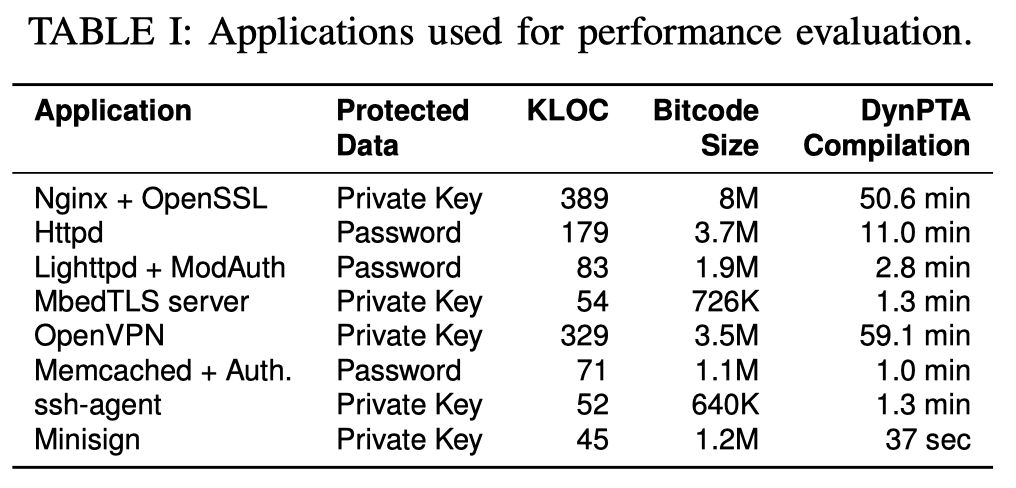 TABLE I: Applications used for performance evaluation.
Application Protected Data KLOC Bitcode Size DynPTA Compilation
Nginx + OpenSSL Private Key 389 8M 50.6 min
Httpd Password 179 3.7M 11.0 min
Lighttpd + ModAuth Password 83 1.9M 2.8 min
MbedTLS server Private Key 54 726K 1.3 min
OpenVPN Private Key 329 3.5M 59.1 min
Memcached + Auth. Password 71 1.1M 1.0 min
ssh-agent Private Key 52 640K 1.3 min
Minisign Private Key 45 1.2M 37 sec